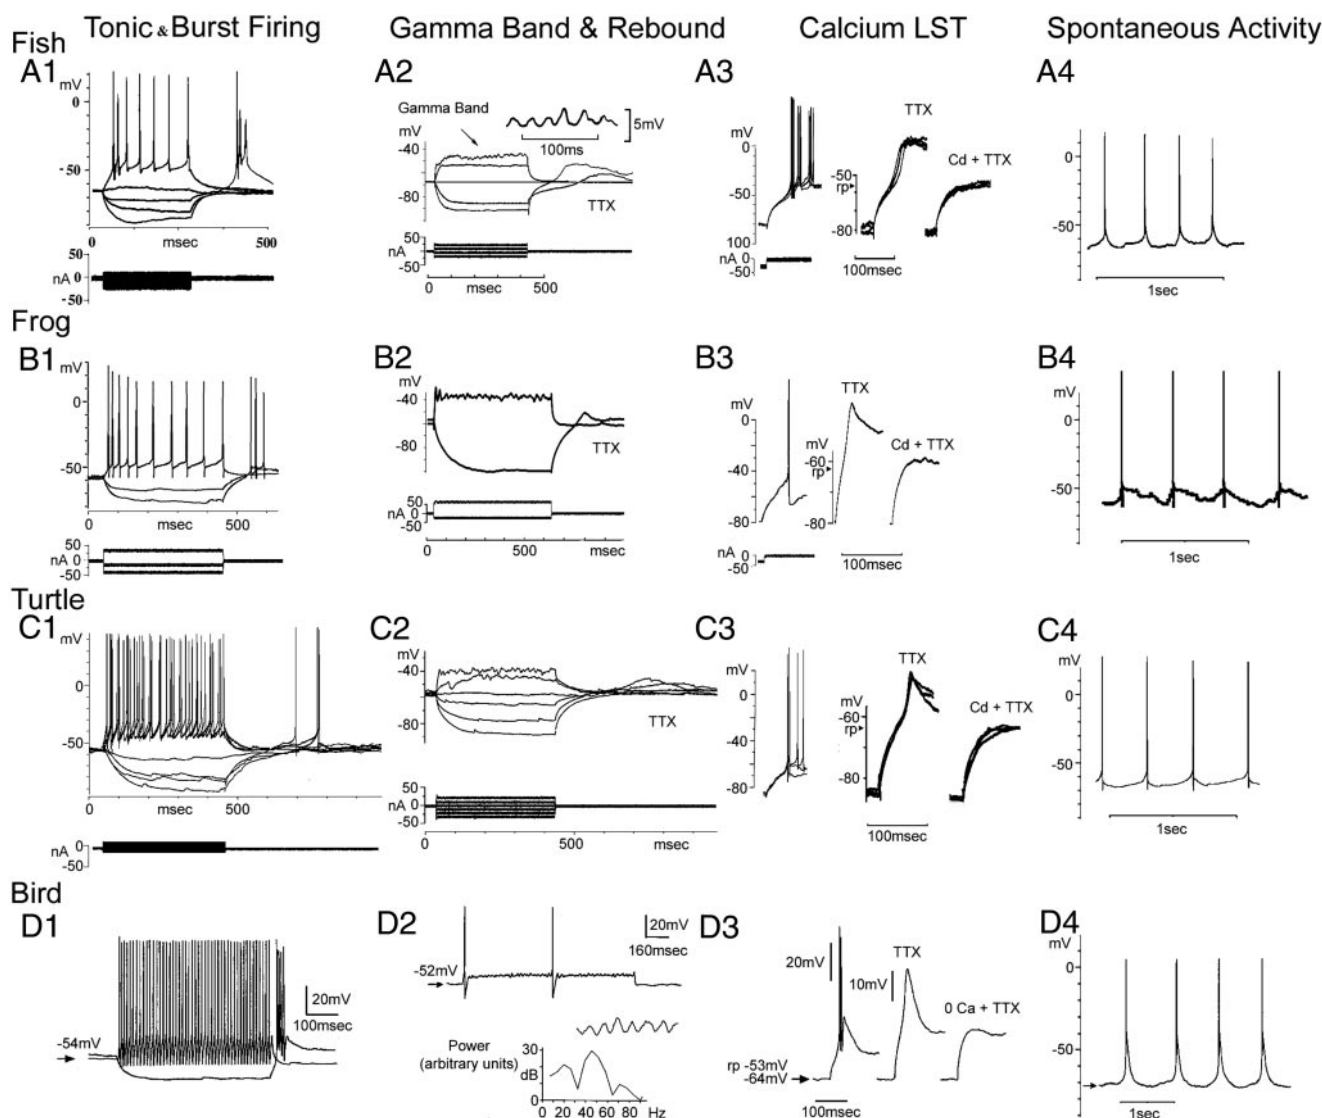 Tonic & Burst Firing
Gamma Band & Rebound
Calcium LST
Spontaneous Activity
Fish
A1
mV
0
-50
0
msec
500
50
nA 0
-50
A2
Gamma Band
5mV
100ms
mV
-40
-80
TTX
50
nA 0
-50
0
msec
500
A3
mV
0
-50
100
TTX
-50
rp
-80
Cd + TTX
nA 0
-50
100msec
A4
0
-50
1sec
Frog
B1
mV
0
-50
0
msec
500
50
nA 0
-50
B2
mV
-40
-80
TTX
50
nA 0
-50
0
500
msec
B3
mV
0
-40
-80
TTX
mV
-60
rp
-80
Cd + TTX
nA 0
-50
100msec
B4
mV
0
-50
1sec
Turtle
C1
mV
0
-50
0
msec
500
nA 0
-50
C2
mV
-40
-80
TTX
50
nA 0
-50
0
500
msec
C3
mV
0
-40
-60
-80
TTX
mV
-60
rp
-80
Cd + TTX
100msec
C4
mV
0
-50
1sec
Bird
D1
-54mV
20mV
100msec
D2
-52mV
20mV
160msec
Power
(arbitrary units)
30
dB
0
0 20 40 60 80 Hz
D3
20mV
TTX
10mV
0 Ca + TTX
rp -53mV
-64mV
100msec
D4
mV
0
-50
1sec